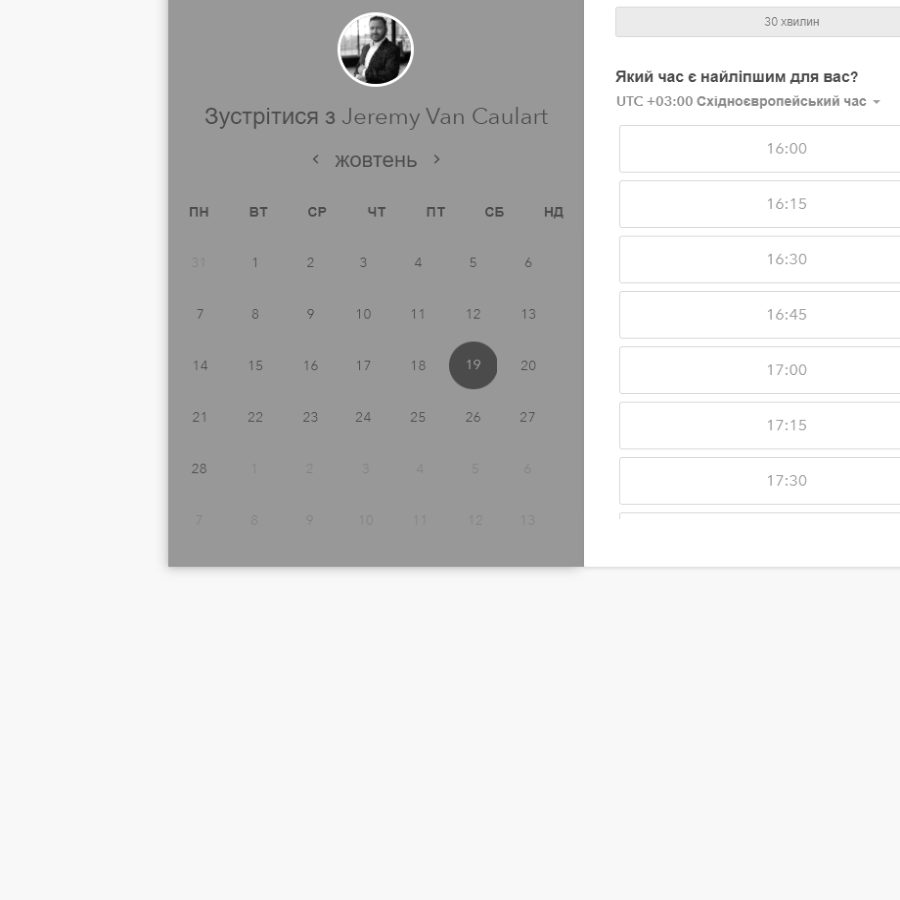 Зустрітися з Jeremy Van Caulart
жовтень
ПН ВТ СР ЧТ ПТ СБ НД
31 1 2 3 4 5 6
7 8 9 10 11 12 13
14 15 16 17 18 19 20
21 22 23 24 25 26 27
28 1 2 3 4 5 6
7 8 9 10 11 12 13
30 хвилин
Який час є найліпшим для вас?
UTC +03:00 Східноєвропейський час
16:00
16:15
16:30
16:45
17:00
17:15
17:30